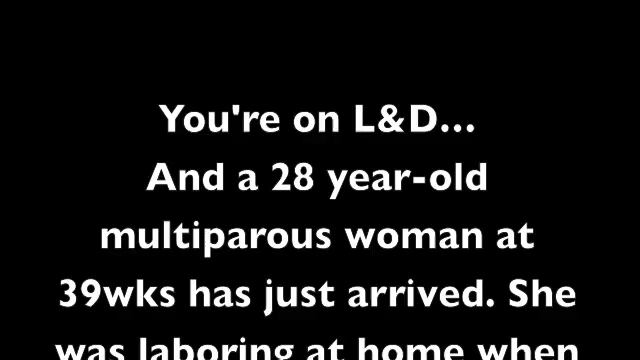 You're on L&D...
And a 28 year-old
multiparous woman at
39wks has just arrived. She
was laboring at home when